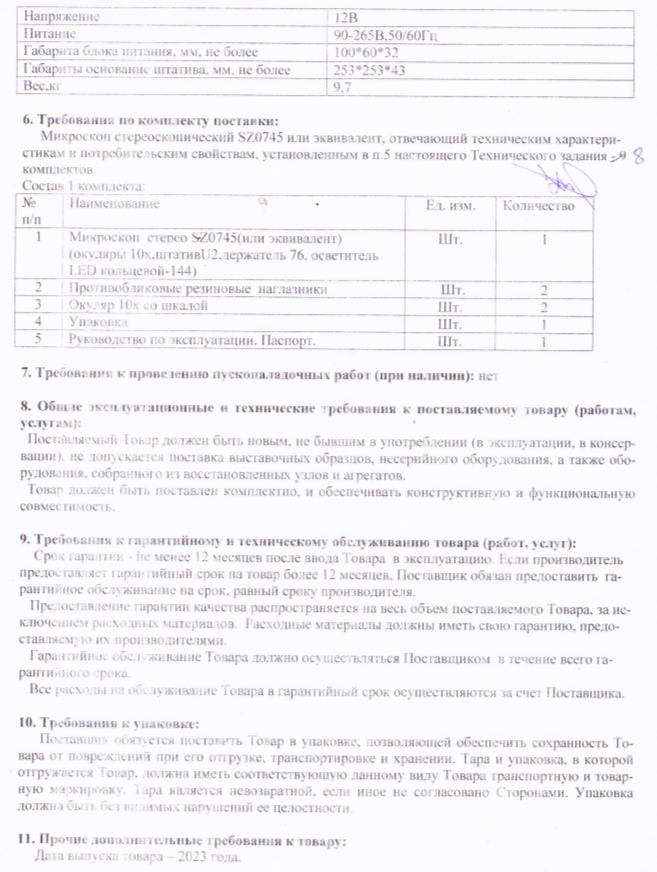 Напряжение 12В
Питание 90-265В,50/60Гц
Габарита блока питания, мм, не более 100*60*32
Габариты основание штатива, мм, не более 253*253*43
Вес,кг 9,7
6. Требования по комплекту поставки:
Микроскоп стереоскопический SZ0745 или эквивалент, отвечающий техническим характери-
стикам и потребительским свойствам, установленным в п.5 настоящего Технического задания - 9 8
комплектов.
Состав 1 комплекта:
№ п/п Наименование Ед. изм. Количество
1 Микроскоп стерео SZ0745(или эквивалент) Шт. 1
(окуляры 10х,штативU2,держатель 76, осветитель
LED кольцевой-144)
2 Противобликовые резиновые наглазники Шт. 2
3 Окуляр 10х со шкалой Шт. 2
4 Упаковка Шт. 1
5 Руководство по эксплуатации. Паспорт. Шт. 1
7. Требования к проведению пусконаладочных работ (при наличии): нет
8. Общие эксплуатационные и технические требования к поставляемому товару (работам,
услугам):
Поставляемый Товар должен быть новым, не бывшим в употреблении (в эксплуатации, в консер-
вации), не допускается поставка выставочных образцов, несерийного оборудования, а также обо-
рудования, собранного из восстановленных узлов и агрегатов.
Товар должен быть поставлен комплектно, и обеспечивать конструктивную и функциональную
совместимость.
9. Требования к гарантийному и техническому обслуживанию товара (работ, услуг):
Срок гарантии - не менее 12 месяцев после ввода Товара в эксплуатацию. Если производитель
предоставляет гарантийный срок на товар более 12 месяцев, Поставщик обязан предоставить га-
рантийное обслуживание на срок, равный сроку производителя.
Предоставление гарантии качества распространяется на весь объем поставляемого Товара, за ис-
ключением расходных материалов. Расходные материалы должны иметь свою гарантию, предо-
ставляемую их производителями.
Гарантийное обслуживание Товара должно осуществляться Поставщиком в течение всего га-
рантийного срока.
Все расходы на обслуживание Товара в гарантийный срок осуществляются за счет Поставщика.
10. Требования к упаковке:
Поставщик обязуется поставить Товар в упаковке, позволяющей обеспечить сохранность То-
вара от повреждений при его отгрузке, транспортировке и хранении. Тара и упаковка, в которой
отгружается Товар, должна иметь соответствующую данному виду Товара транспортную и товар-
ную маркировку. Тара является невозвратной, если иное не согласовано Сторонами. Упаковка
должна быть без видимых нарушений ее целостности.
11. Прочие дополнительные требования к товару:
Дата выпуска товара – 2023 года.